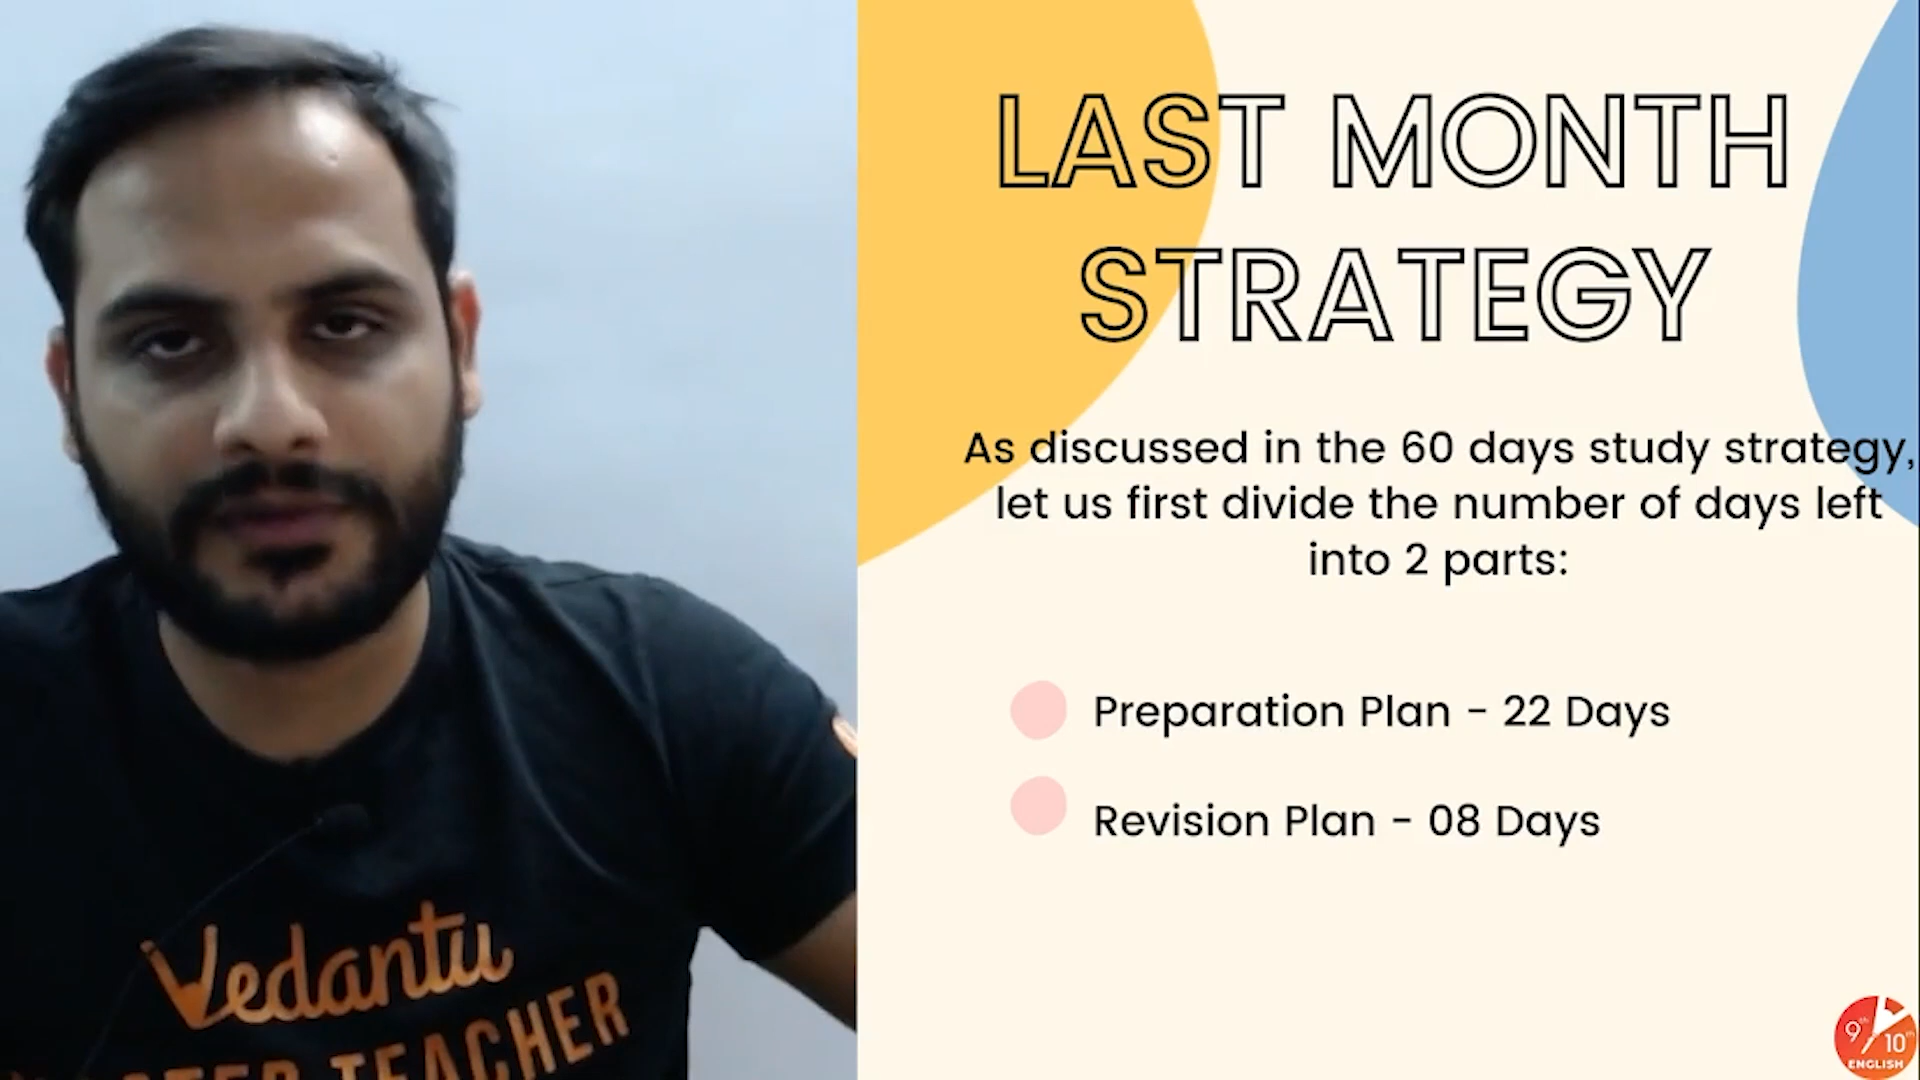 LAST MONTH
STRATEGY
As discussed in the 60 days study strategy,
let us first divide the number of days left
into 2 parts:
Preparation Plan - 22 Days
Revision Plan - 08 Days
Vedantu
TEACHER
9th
10th
ENGLISH